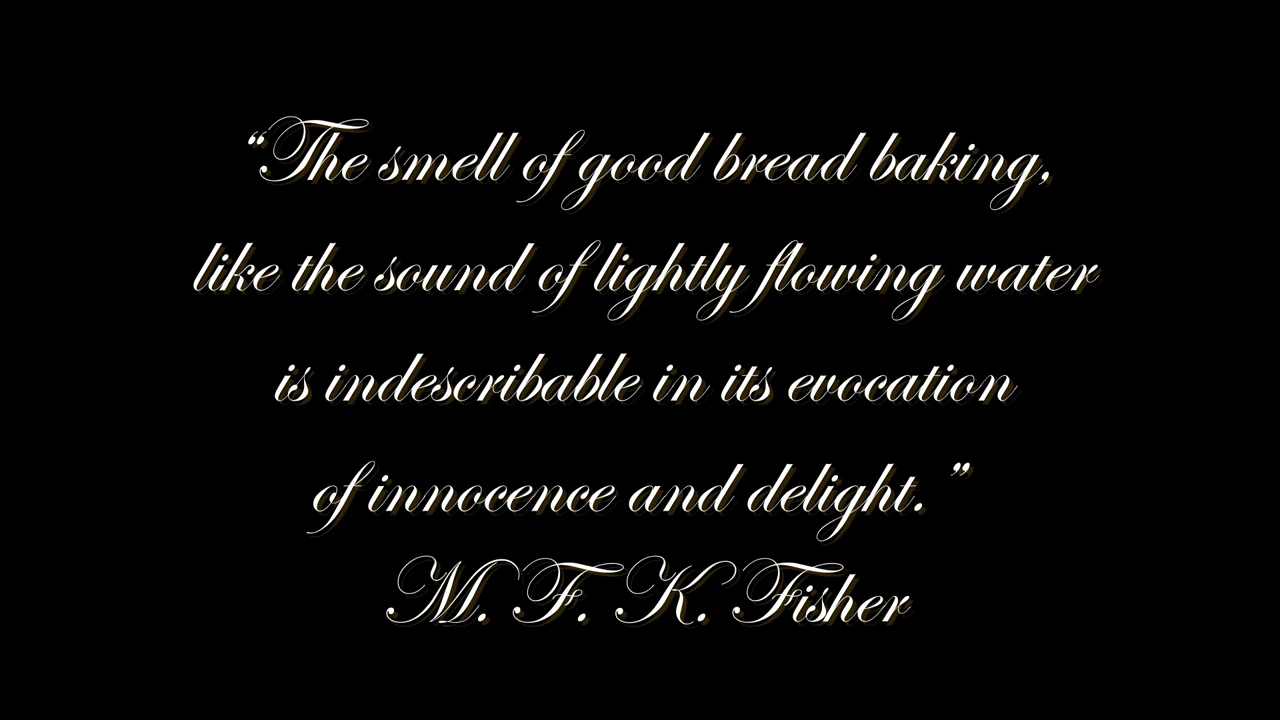 “The smell of good bread baking,
like the sound of lightly flowing water
is indescribable in its evocation
of innocence and delight.”
M. F. K. Fisher